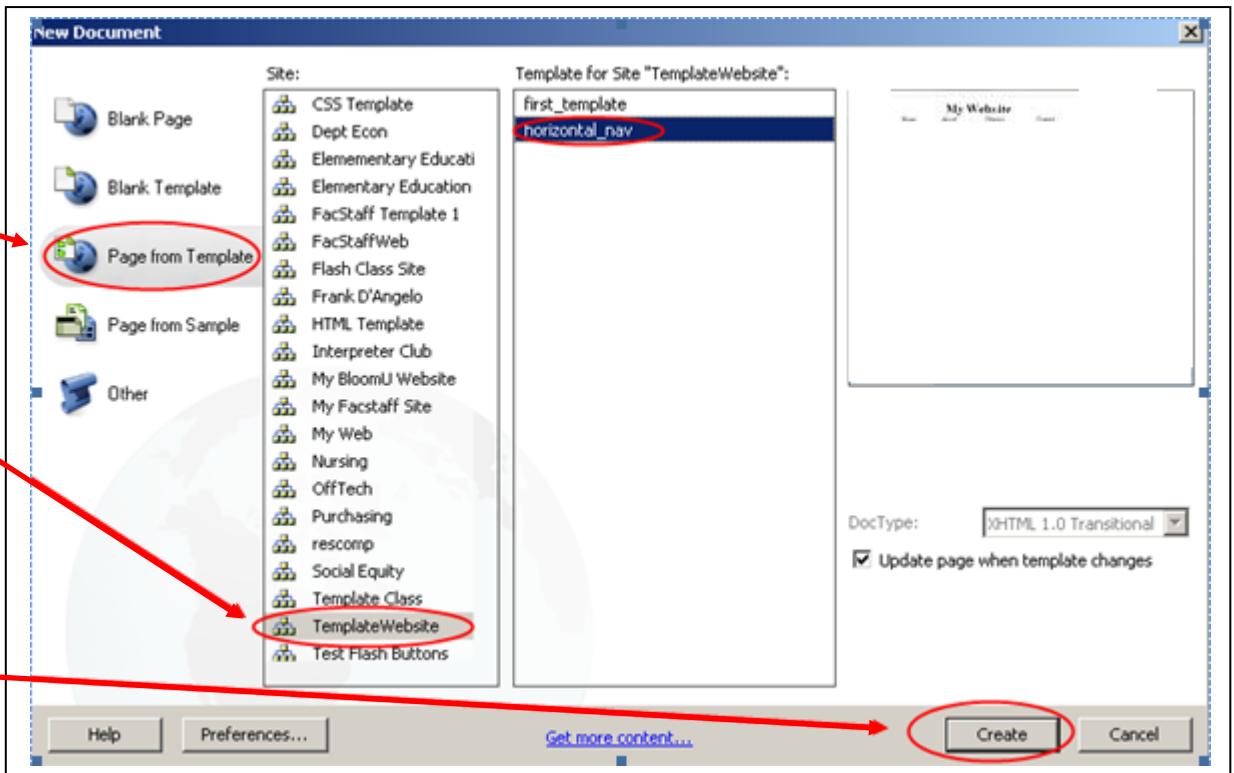 New Document
Site:
Template for Site "TemplateWebsite":
Blank Page
Blank Template
Page from Template
Page from Sample
Other
CSS Template
Dept Econ
Elemementary Educati
Elementary Education
FacStaff Template 1
FacStaffWeb
Flash Class Site
Frank D'Angelo
HTML Template
Interpreter Club
My BloomU Website
My Facstaff Site
My Web
Nursing
OffTech
Purchasing
rescomp
Social Equity
Template Class
TemplateWebsite
Test Flash Buttons
first_template
horizontal_nav
My Website
DocType:
XHTML 1.0 Transitional
Update page when template changes
Help
Preferences...
Get more content...
Create
Cancel